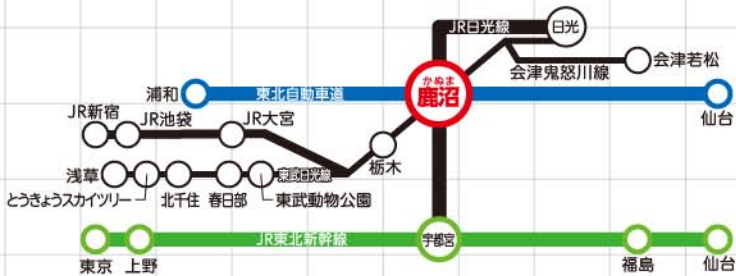 JR日光線
日光
会津若松
会津鬼怒川線
かぬま
鹿沼
浦和
東北自動車道
仙台
JR新宿
JR池袋
JR大宮
栃木
浅草
東武日光線
とうきょうスカイツリー
北千住
春日部
東武動物公園
JR東北新幹線
宇都宮
東京
上野
福島
仙台